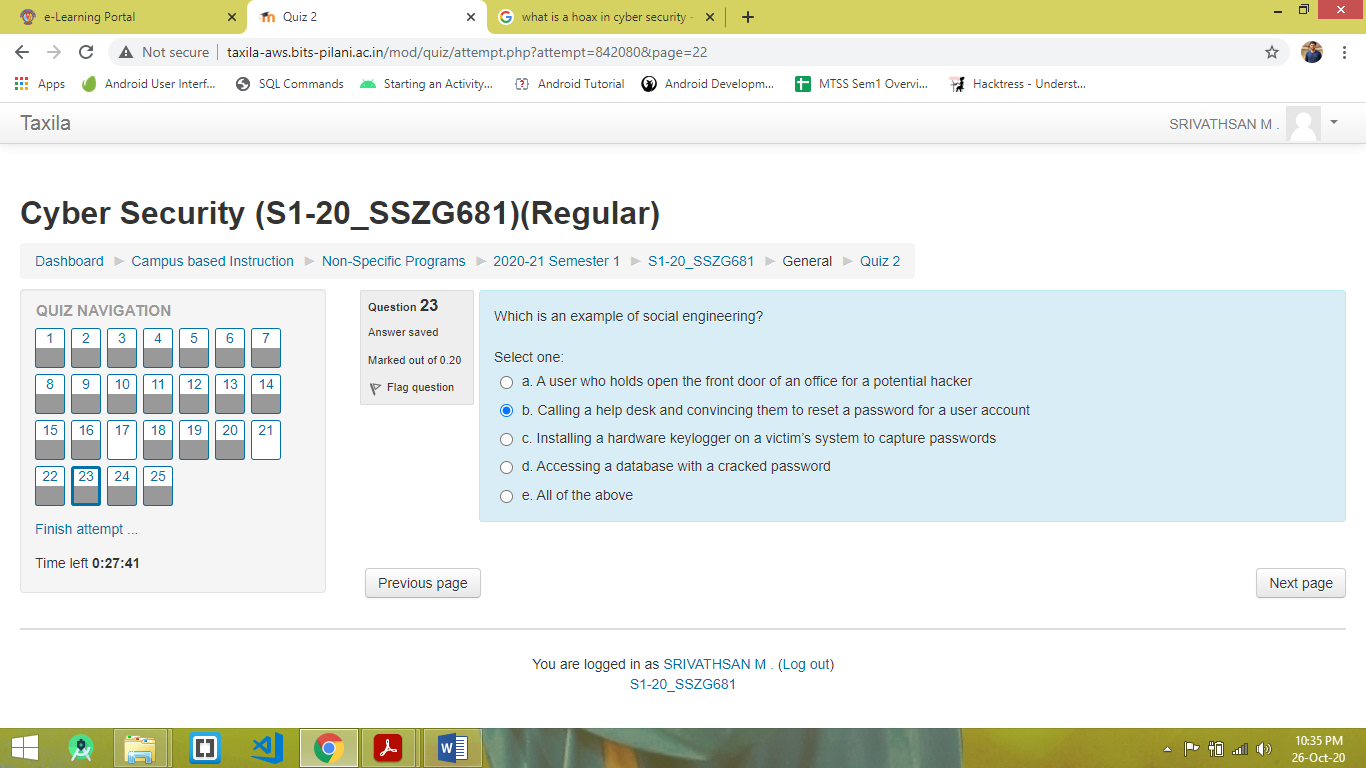 e-Learning Portal
Quiz 2
what is a hoax in cyber security -
Not secure
taxila-aws.bits-pilani.ac.in/mod/quiz/attempt.php?attempt=842080&page=22
Apps
Android User Interf...
SQL Commands
Starting an Activity...
Android Tutorial
Android Developm...
MTSS Sem1 Overvi...
Hacktress - Underst...
Taxila
SRIVATHSAN M .
Cyber Security (S1-20_SSZG681)(Regular)
Dashboard
Campus based Instruction
Non-Specific Programs
2020-21 Semester 1
S1-20_SSZG681
General
Quiz 2
QUIZ NAVIGATION
1 2 3 4 5 6 7
8 9 10 11 12 13 14
15 16 17 18 19 20 21
22 23 24 25
Finish attempt ...
Time left 0:27:41
Question 23
Answer saved
Marked out of 0.20
Flag question
Which is an example of social engineering?
Select one:
a. A user who holds open the front door of an office for a potential hacker
b. Calling a help desk and convincing them to reset a password for a user account
c. Installing a hardware keylogger on a victim's system to capture passwords
d. Accessing a database with a cracked password
e. All of the above
Previous page
Next page
You are logged in as SRIVATHSAN M . (Log out)
S1-20_SSZG681
10:35 PM
26-Oct-20